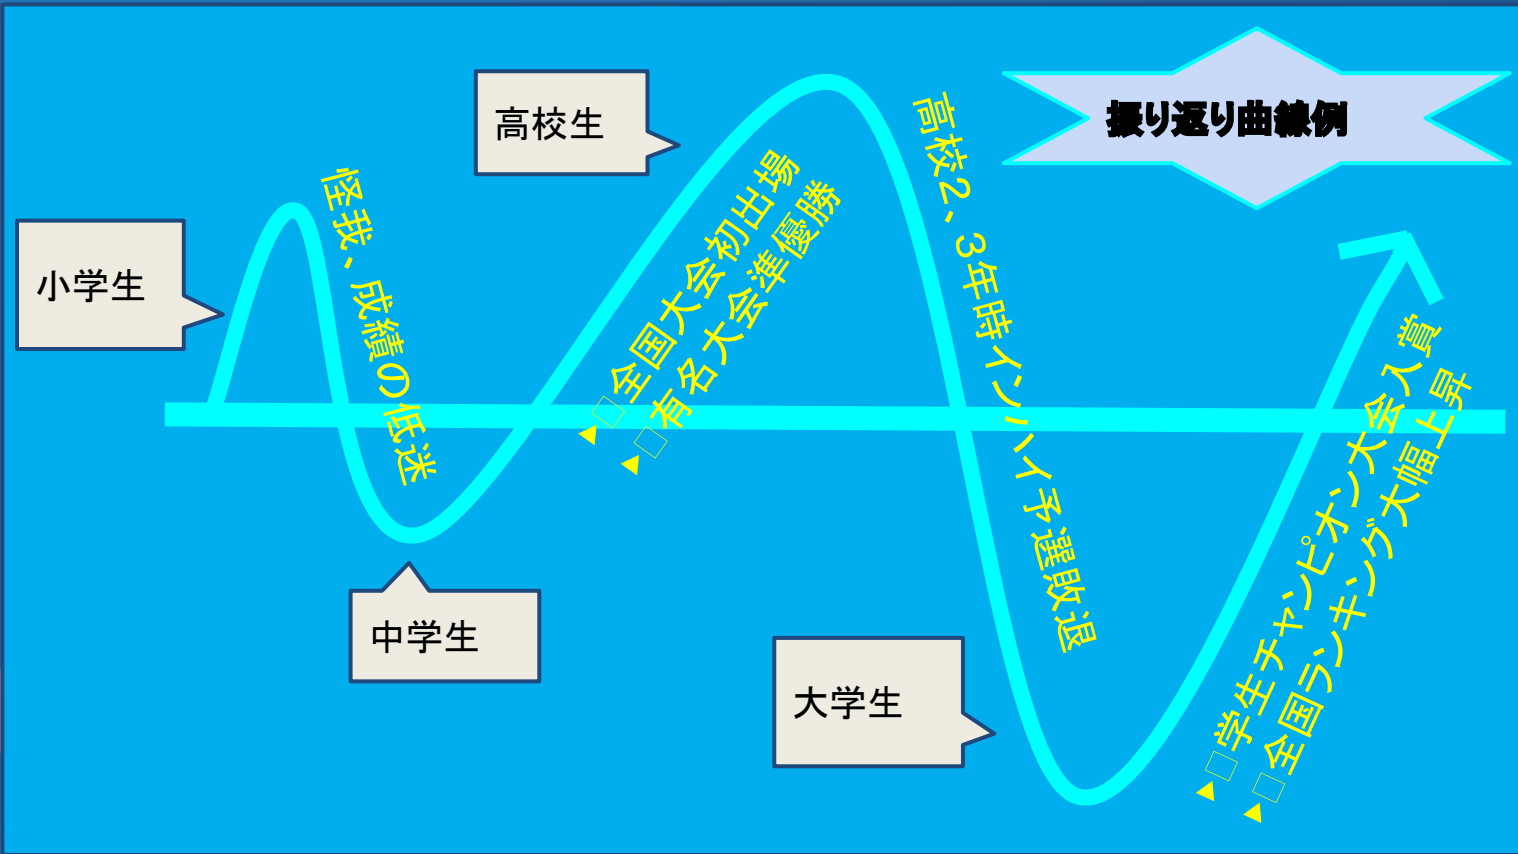 振り返り曲線例
小学生
怪我、成績の低迷
中学生
高校生
全国大会初出場
有名大会準優勝
高校2、3年時インハイ予選敗退
大学生
学生チャンピオン大会入賞
全国ランキング大幅上昇